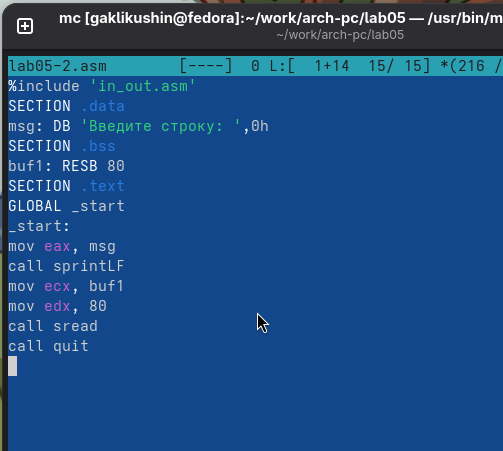 mc [gaklikushin@fedora]:~/work/arch-pc/lab05 — /usr/bin/m
~/work/arch-pc/lab05
lab05-2.asm [----] 0 L:[ 1+14 15/ 15] *(216 /
%include 'in_out.asm'
SECTION .data
msg: DB 'Введите строку: ',0h
SECTION .bss
buf1: RESB 80
SECTION .text
GLOBAL _start
_start:
mov eax, msg
call sprintLF
mov ecx, buf1
mov edx, 80
call sread
call quit